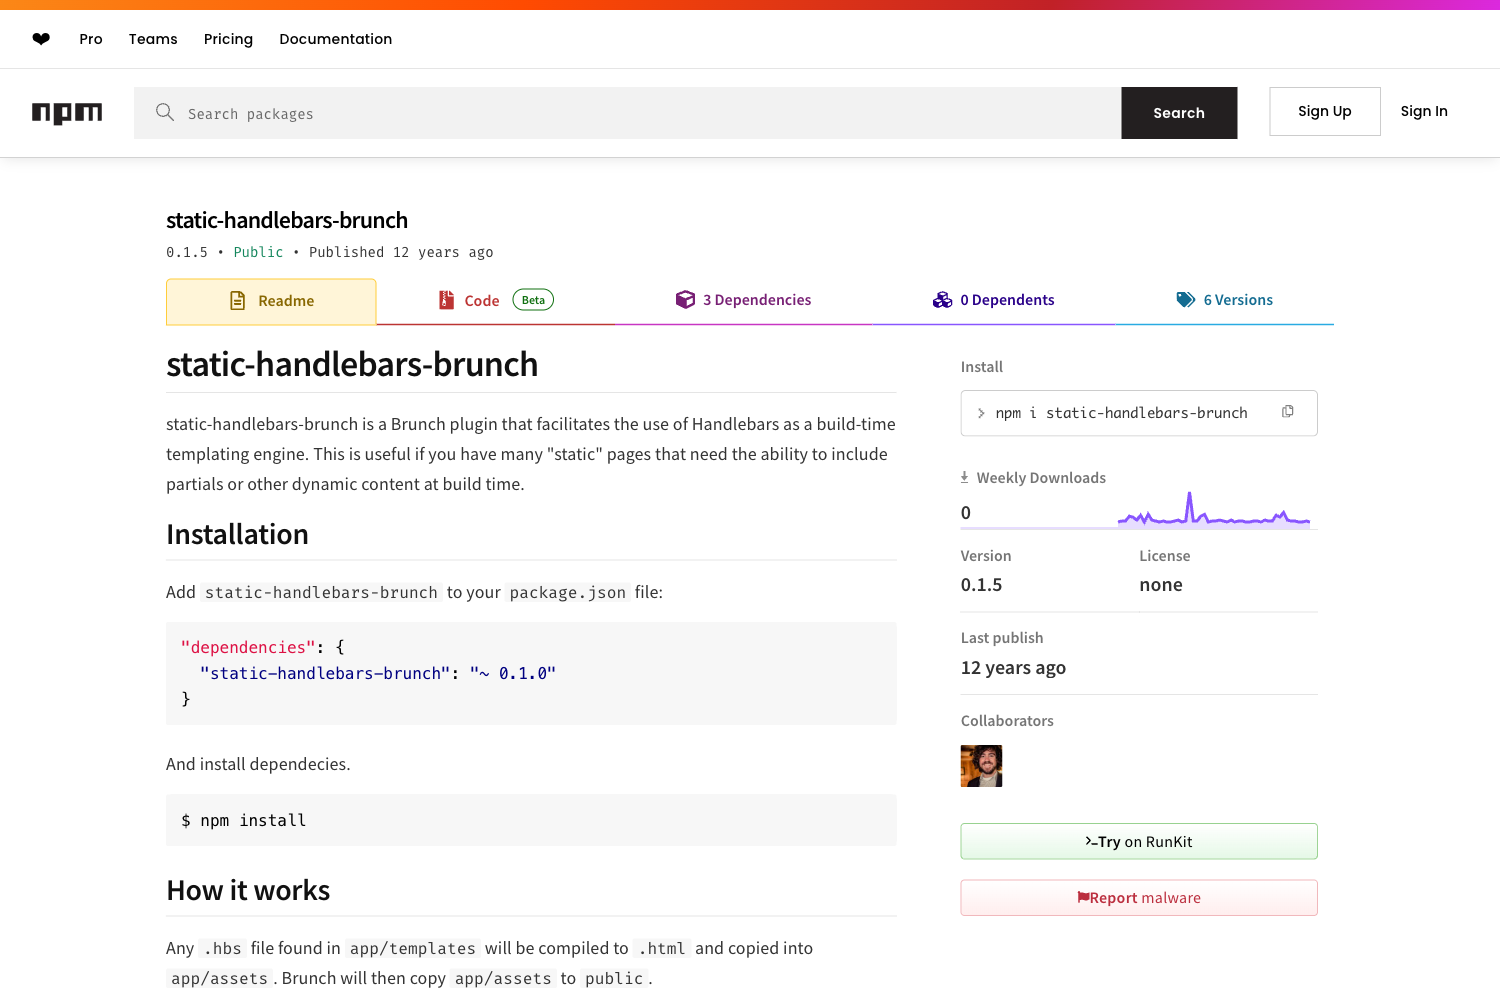 ❤ Pro Teams Pricing Documentation
npm Search packages Search Sign Up Sign In
static-handlebars-brunch
0.1.5 • Public • Published 12 years ago
Readme Code Beta 3 Dependencies 0 Dependents 6 Versions
static-handlebars-brunch
static-handlebars-brunch is a Brunch plugin that facilitates the use of Handlebars as a build-time
templating engine. This is useful if you have many "static" pages that need the ability to include
partials or other dynamic content at build time.
Installation
Add static-handlebars-brunch to your package.json file:
"dependencies": {
  "static-handlebars-brunch": "~ 0.1.0"
}
And install dependecies.
$ npm install
How it works
Any .hbs file found in app/templates will be compiled to .html and copied into
app/assets. Brunch will then copy app/assets to public.
Install
npm i static-handlebars-brunch
Weekly Downloads
0
Version License
0.1.5 none
Last publish
12 years ago
Collaborators
Try on RunKit
Report malware